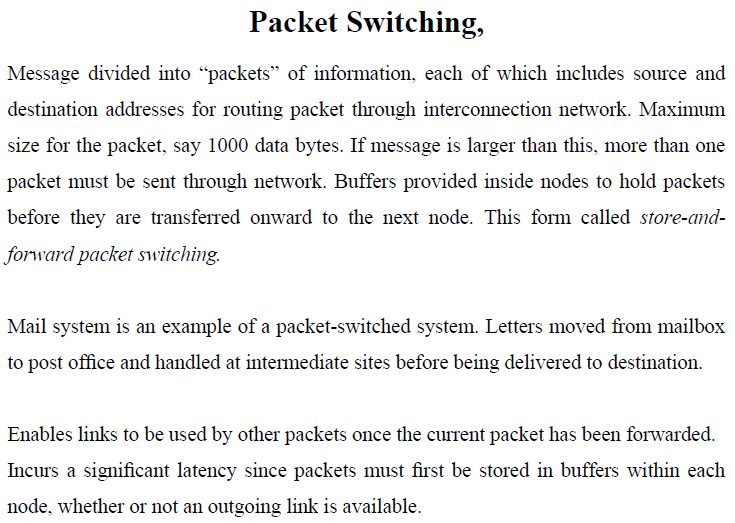 Packet Switching,
Message divided into “packets” of information, each of which includes source and
destination addresses for routing packet through interconnection network. Maximum
size for the packet, say 1000 data bytes. If message is larger than this, more than one
packet must be sent through network. Buffers provided inside nodes to hold packets
before they are transferred onward to the next node. This form called store-and-
forward packet switching.
Mail system is an example of a packet-switched system. Letters moved from mailbox
to post office and handled at intermediate sites before being delivered to destination.
Enables links to be used by other packets once the current packet has been forwarded.
Incurs a significant latency since packets must first be stored in buffers within each
node, whether or not an outgoing link is available.